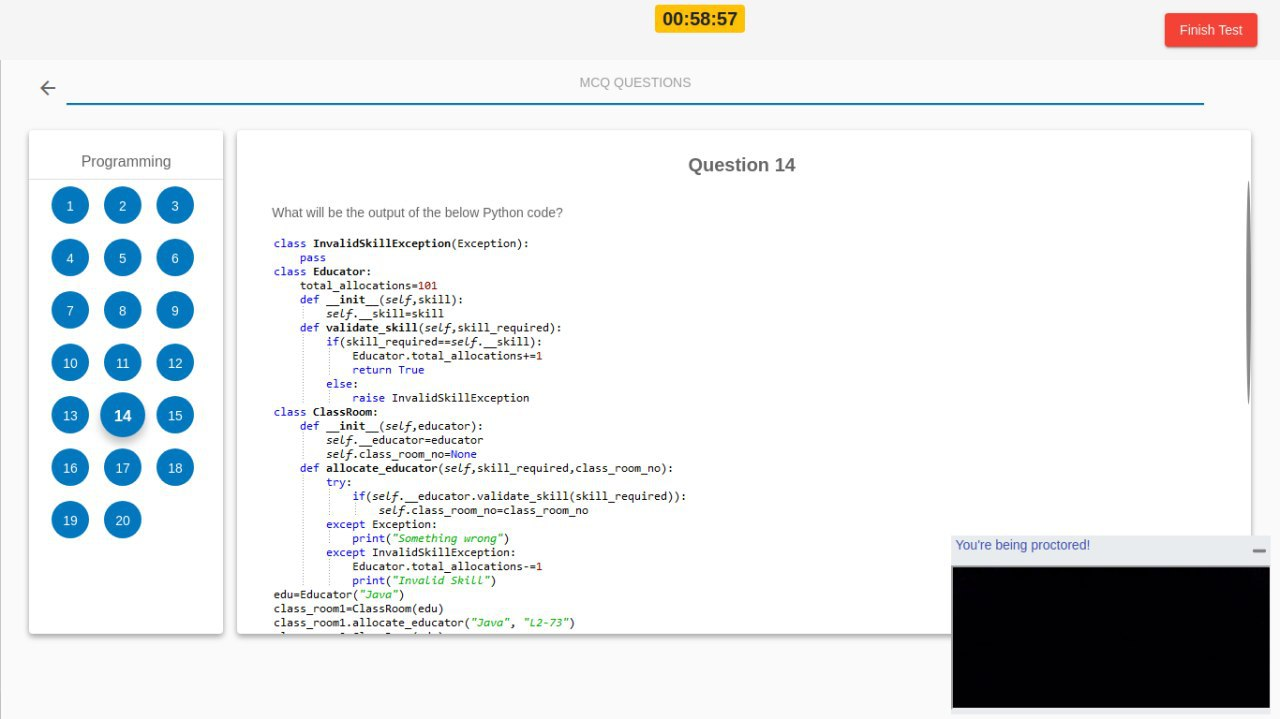 00:58:57
Finish Test
MCQ QUESTIONS
Programming
1 2 3
4 5 6
7 8 9
10 11 12
13 14 15
16 17 18
19 20
Question 14
What will be the output of the below Python code?
class InvalidSkillException(Exception):
    pass
class Educator:
    total_allocations=101
    def __init__(self,skill):
        self.__skill=skill
    def validate_skill(self,skill_required):
        if(skill_required==self.__skill):
            Educator.total_allocations+=1
            return True
        else:
            raise InvalidSkillException
class ClassRoom:
    def __init__(self,educator):
        self.__educator=educator
        self.class_room_no=None
    def allocate_educator(self,skill_required,class_room_no):
        try:
            if(self.__educator.validate_skill(skill_required)):
                self.class_room_no=class_room_no
        except Exception:
            print("Something wrong")
        except InvalidSkillException:
            Educator.total_allocations-=1
            print("Invalid Skill")
edu=Educator("Java")
class_room1=ClassRoom(edu)
class_room1.allocate_educator("Java", "L2-73")
You're being proctored!